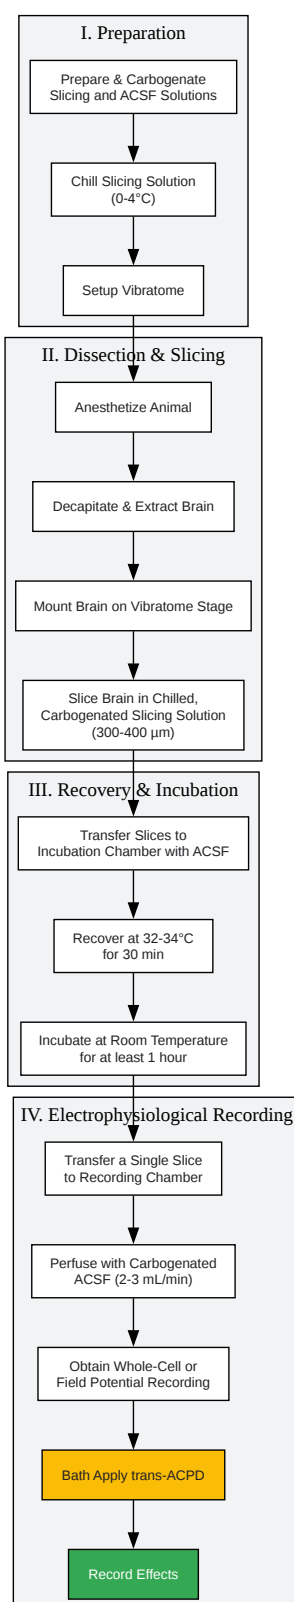 I. Preparation
Prepare & Carbogenate
Slicing and ACSF Solutions
Chill Slicing Solution
(0-4°C)
Setup Vibratome
II. Dissection & Slicing
Anesthetize Animal
Decapitate & Extract Brain
Mount Brain on Vibratome Stage
Slice Brain in Chilled,
Carbogenated Slicing Solution
(300-400 µm)
III. Recovery & Incubation
Transfer Slices to
Incubation Chamber with ACSF
Recover at 32-34°C
for 30 min
Incubate at Room Temperature
for at least 1 hour
IV. Electrophysiological Recording
Transfer a Single Slice
to Recording Chamber
Perfuse with Carbogenated
ACSF (2-3 mL/min)
Obtain Whole-Cell or
Field Potential Recording
Bath Apply trans-ACPD
Record Effects